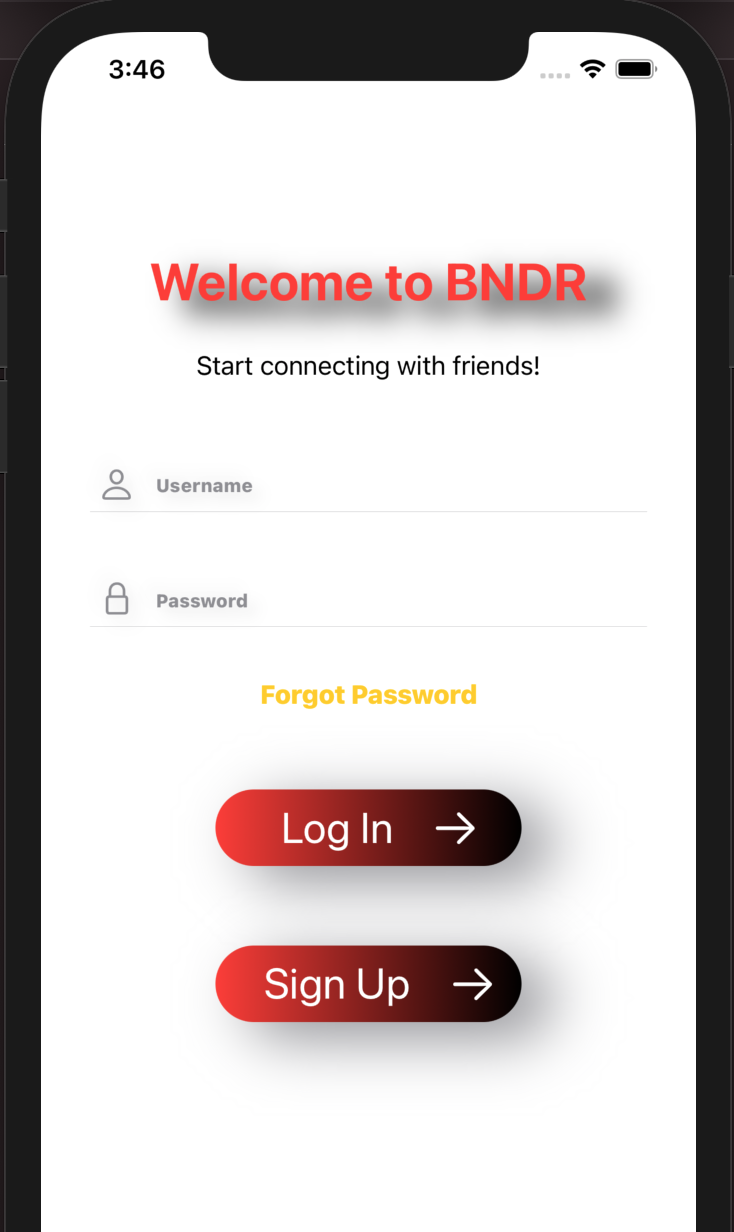 3:46
Welcome to BNDR
Start connecting with friends!
Username
Password
Forgot Password
Log In
Sign Up